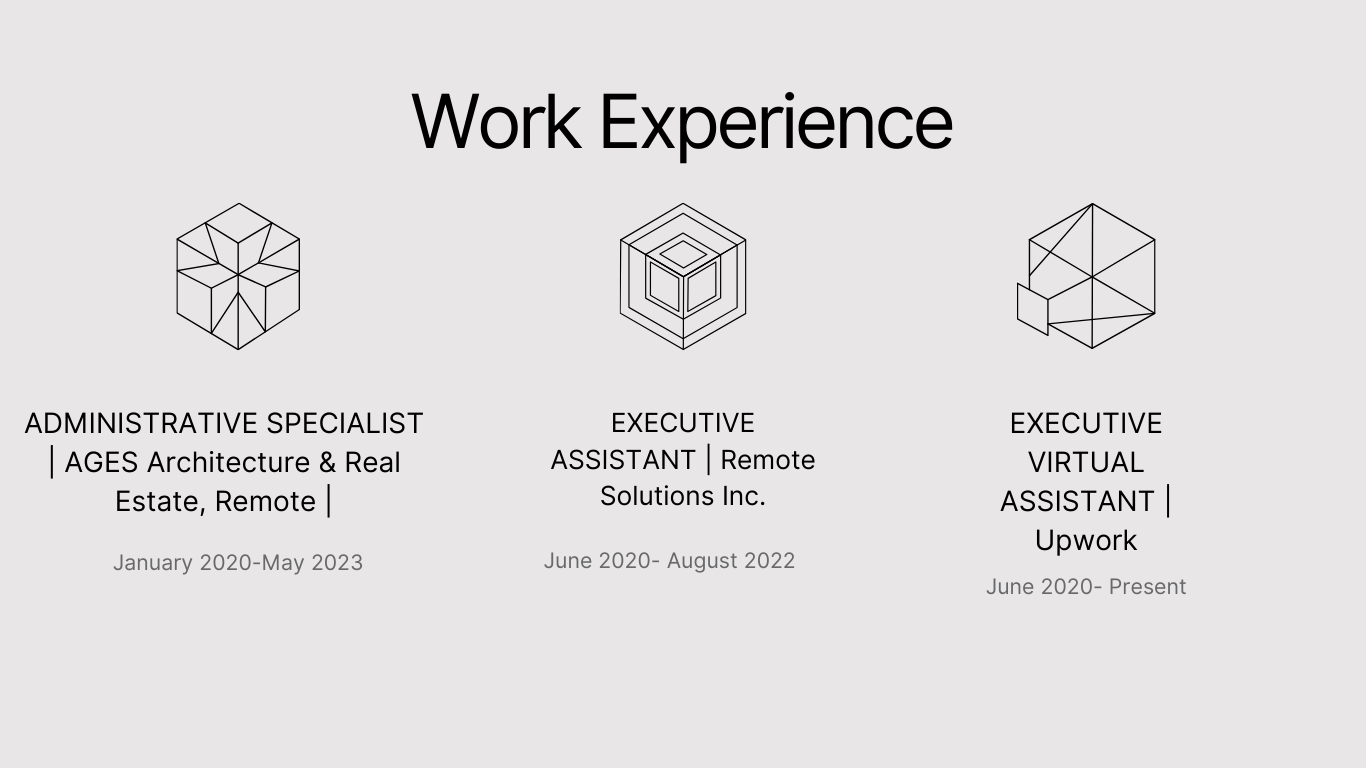 Work Experience
ADMINISTRATIVE SPECIALIST
| AGES Architecture & Real
Estate, Remote |
January 2020-May 2023
EXECUTIVE
ASSISTANT | Remote
Solutions Inc.
June 2020- August 2022
EXECUTIVE
VIRTUAL
ASSISTANT |
Upwork
June 2020- Present